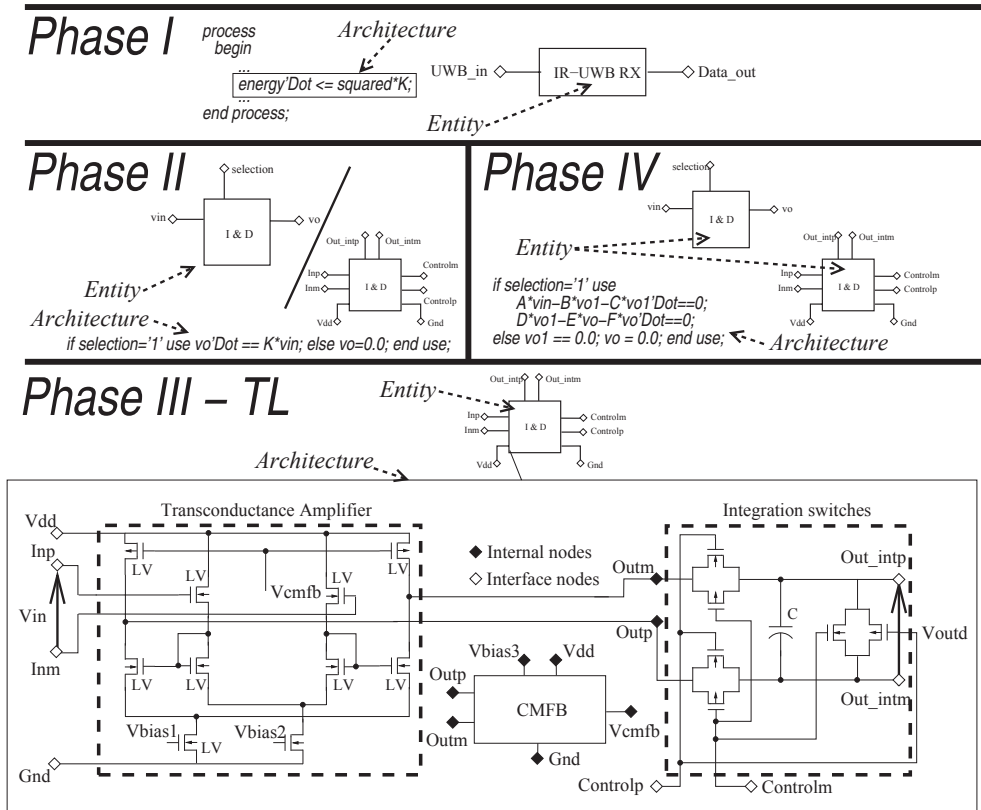 Phase I
process
begin
...
energy'Dot <= squared*K;
...
end process;
Architecture
UWB_in
IR−UWB RX
Data_out
Entity
Phase II
selection
vin
I & D
vo
Entity
Architecture
if selection='1' use vo'Dot == K*vin; else vo=0.0; end use;
Out_intp
Out_intm
Inp
Inm
I & D
Controlm
Controlp
Vdd
Gnd
Phase IV
selection
vin
I & D
vo
Entity
Out_intp
Out_intm
Inp
Inm
I & D
Controlm
Controlp
Vdd
Gnd
if selection='1' use
A*vin−B*vo1−C*vo1'Dot==0;
D*vo1−E*vo−F*vo'Dot==0;
else vo1 == 0.0; vo = 0.0; end use;
Architecture
Phase III − TL
Entity
Out_intp
Out_intm
Inp
Inm
I & D
Controlm
Controlp
Vdd
Gnd
Architecture
Transconductance Amplifier
Integration switches
Vdd
Inp
Vin
Inm
Gnd
LV
LV
LV
LV
LV
LV
LV
LV
LV
Vcmfb
Vbias1
Vbias2
Internal nodes
Interface nodes
Outm
Outp
Vbias3
Vdd
Outp
Outm
CMFB
Vcmfb
Gnd
C
Out_intp
Voutd
Out_intm
Controlp
Controlm